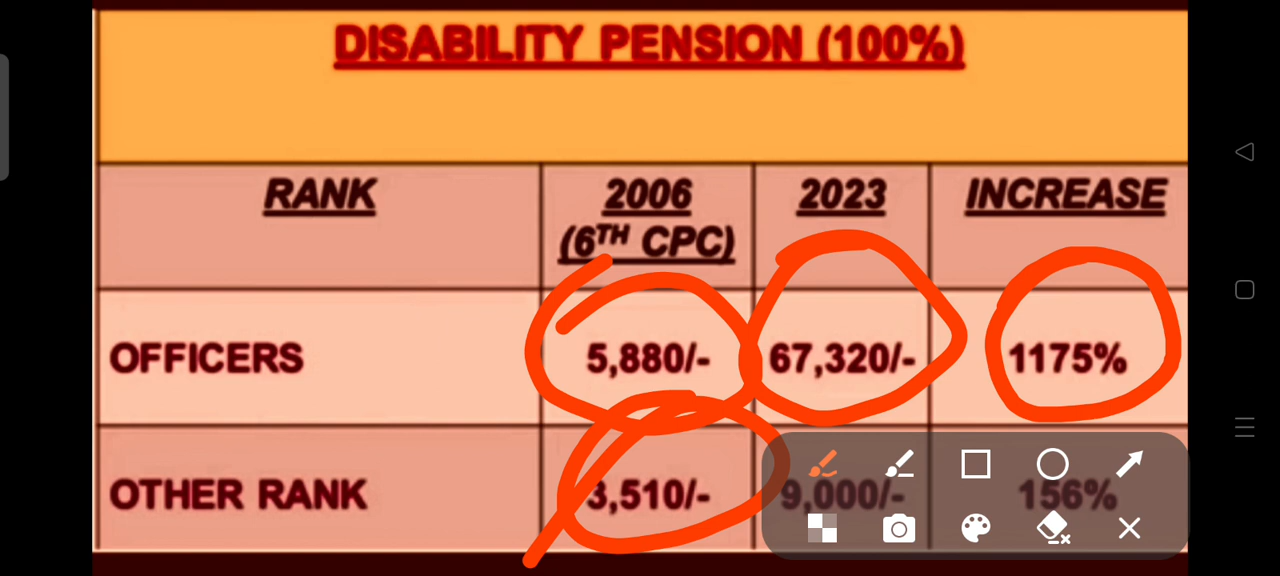 DISABILITY PENSION (100%)
RANK 2006 (6TH CPC) 2023 INCREASE
OFFICERS 5,880/- 67,320/- 1175%
OTHER RANK 3,510/- 9,000/- 156%